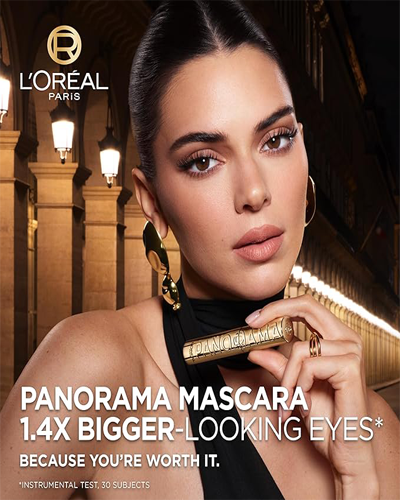 L'ORÉAL
PARIS
PANORAMA
PANORAMA MASCARA
1.4X BIGGER-LOOKING EYES*
BECAUSE YOU'RE WORTH IT.
*INSTRUMENTAL TEST, 30 SUBJECTS